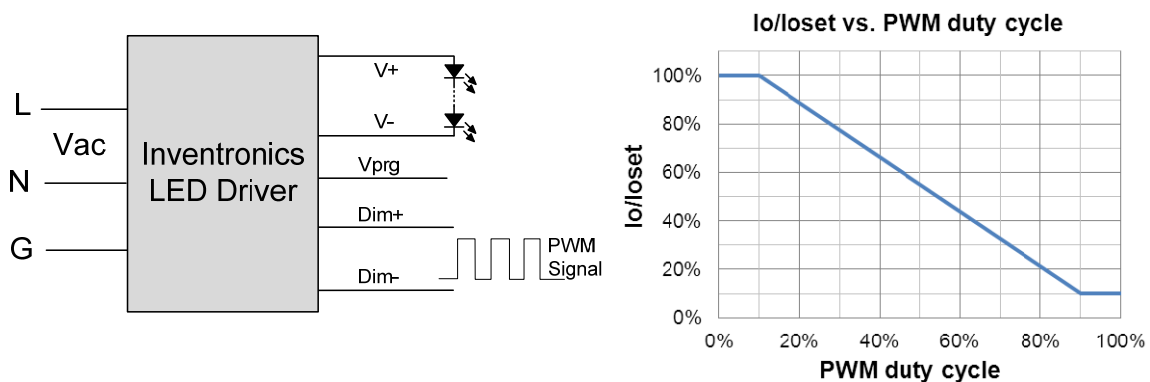 L
Vac
N
G
Inventronics
LED Driver
V+
V-
Vprg
Dim+
Dim-
PWM
Signal
Io/Ioset vs. PWM duty cycle
Io/Ioset
100%
80%
60%
40%
20%
0%
0% 20% 40% 60% 80% 100%
PWM duty cycle